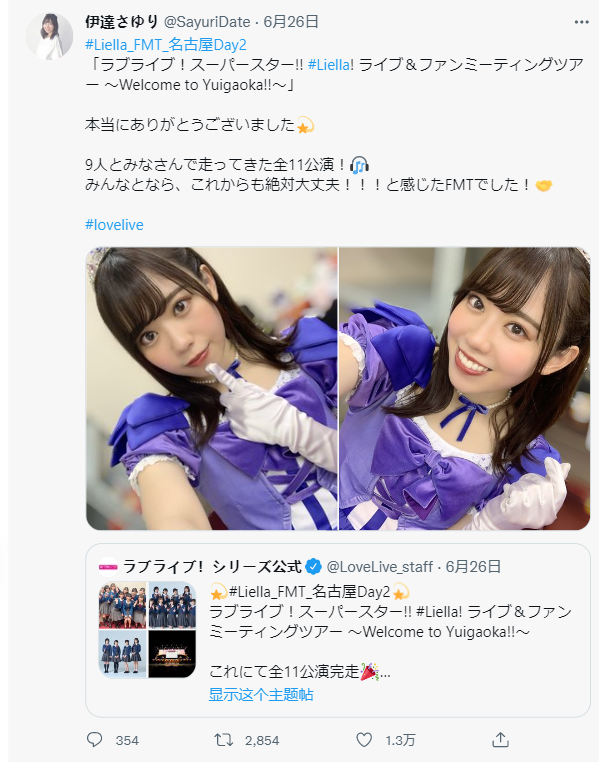 伊達さゆり @SayuriDate · 6月26日
#Liella_FMT_名古屋Day2
「ラブライブ！スーパースター!! #Liella! ライブ＆ファンミーティングツア
ー ～Welcome to Yuigaoka!!～」
本当にありがとうございました💫
9人とみなさんで走ってきた全11公演！🎧
みんなとなら、これからも絶対大丈夫！！！と感じたFMTでした！🤝
#lovelive
ラブライブ！シリーズ公式 @LoveLive_staff · 6月26日
💫#Liella_FMT_名古屋Day2💫
ラブライブ！スーパースター!! #Liella! ライブ＆ファン
ミーティングツアー ～Welcome to Yuigaoka!!～
これにて全11公演完走🎉...
显示这个主题帖
354 2,854 1.3万